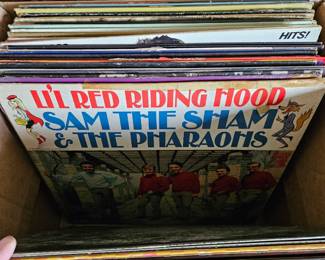 HITS!
LI'L RED RIDING HOOD
SAM THE SHAM
& THE PHARAOHS